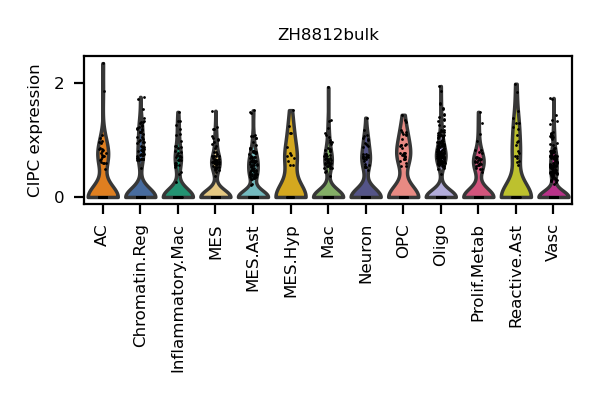 ZH8812bulk
CIPC expression
2
0
AC
Chromatin.Reg
Inflammatory.Mac
MES
MES.Ast
MES.Hyp
Mac
Neuron
OPC
Oligo
Prolif.Metab
Reactive.Ast
Vasc